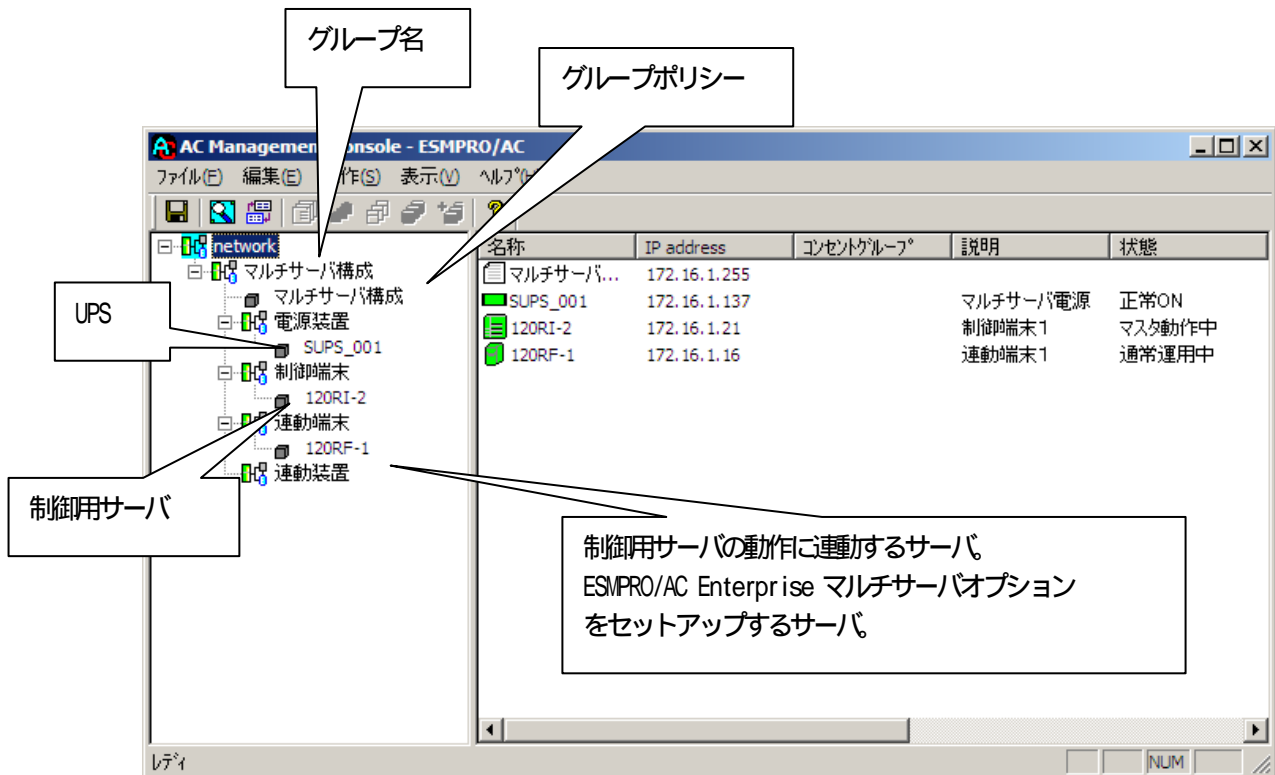 グループ名
グループポリシー
AC Managemen onsole - ESMPRO/AC
ファイル(F) 編集(E) 作(S) 表示(V) ヘルプ(H
network
マルチサーバ構成
マルチサーバ構成
電源装置
SUPS_001
制御端末
120RI-2
連動端末
120RF-1
連動装置
UPS
制御用サーバ
名称 IP address コンセントグループ 説明 状態
マルチサーバ... 172.16.1.255
SUPS_001 172.16.1.137 マルチサーバ電源 正常ON
120RI-2 172.16.1.21 制御端末1 マスタ動作中
120RF-1 172.16.1.16 連動端末1 通常運用中
制御用サーバの動作に連動するサーバ。
ESMPRO/AC Enterprise マルチサーバオプション
をセットアップするサーバ。
レディ NUM